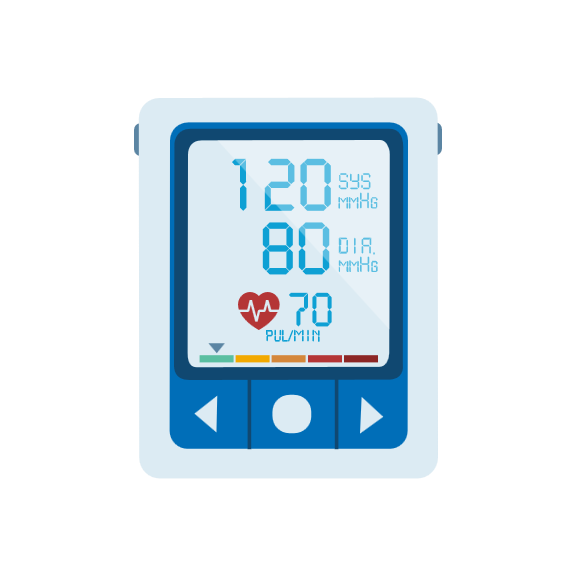 120 SYS
MMHG
80 DIA.
MMHG
70
PUL/MIN